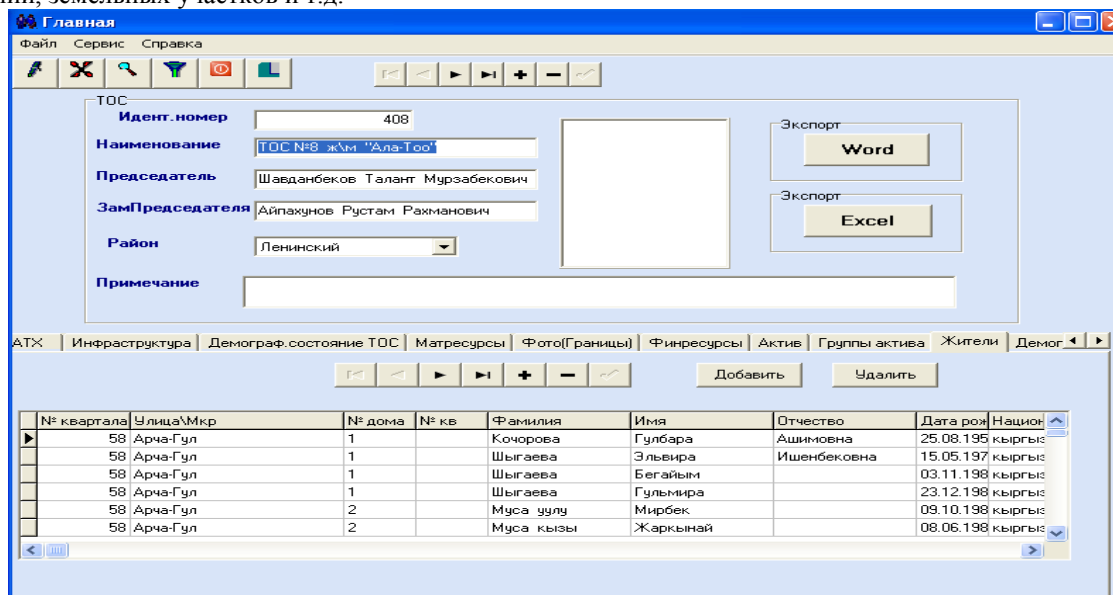 земельных участков и т.д.
Главная
Файл Сервис Справка
ТОС
Идент.номер 408
Наименование ТОС №8 ж\м "Ала-Тоо"
Председатель Шавданбеков Талант Мурзабекович
ЗамПредседателя Айпахунов Рустам Рахманович
Район Ленинский
Примечание
Экспорт
Word
Экспорт
Excel
АТХ Инфраструктура Демограф.состояние ТОС Матресурсы Фото(Границы) Финресурсы Актив Группы актива Жители Демог
Добавить Удалить
№ квартала Улица\Мкр № дома № кв Фамилия Имя Отчество Дата рож Национ
58 Арча-Гул 1 Кочорова Гулбара Ашимовна 25.08.195 кыргыз
58 Арча-Гул 1 Шыгаева Эльвира Ишенбековна 15.05.197 кыргыз
58 Арча-Гул 1 Шыгаева Бегайым 03.11.198 кыргыз
58 Арча-Гул 1 Шыгаева Гульмира 23.12.198 кыргыз
58 Арча-Гул 2 Муса уулу Мирбек 09.10.198 кыргыз
58 Арча-Гул 2 Муса кызы Жаркынай 08.06.198 кыргыз